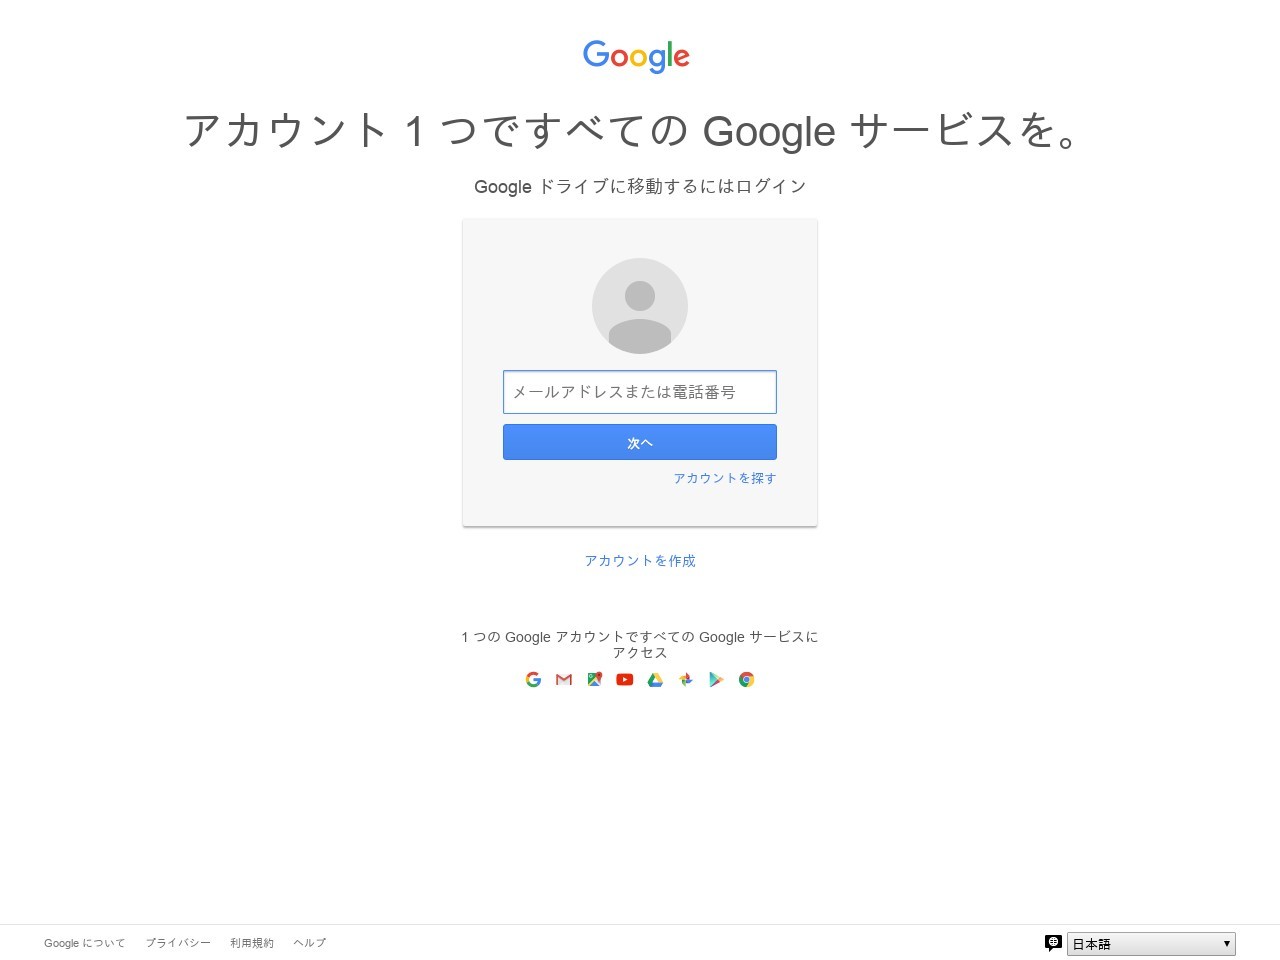 Google
アカウント 1 つですべての Google サービスを。
Google ドライブに移動するにはログイン
メールアドレスまたは電話番号
次へ
アカウントを探す
アカウントを作成
1 つの Google アカウントですべての Google サービスに
アクセス
Google について プライバシー 利用規約 ヘルプ 日本語